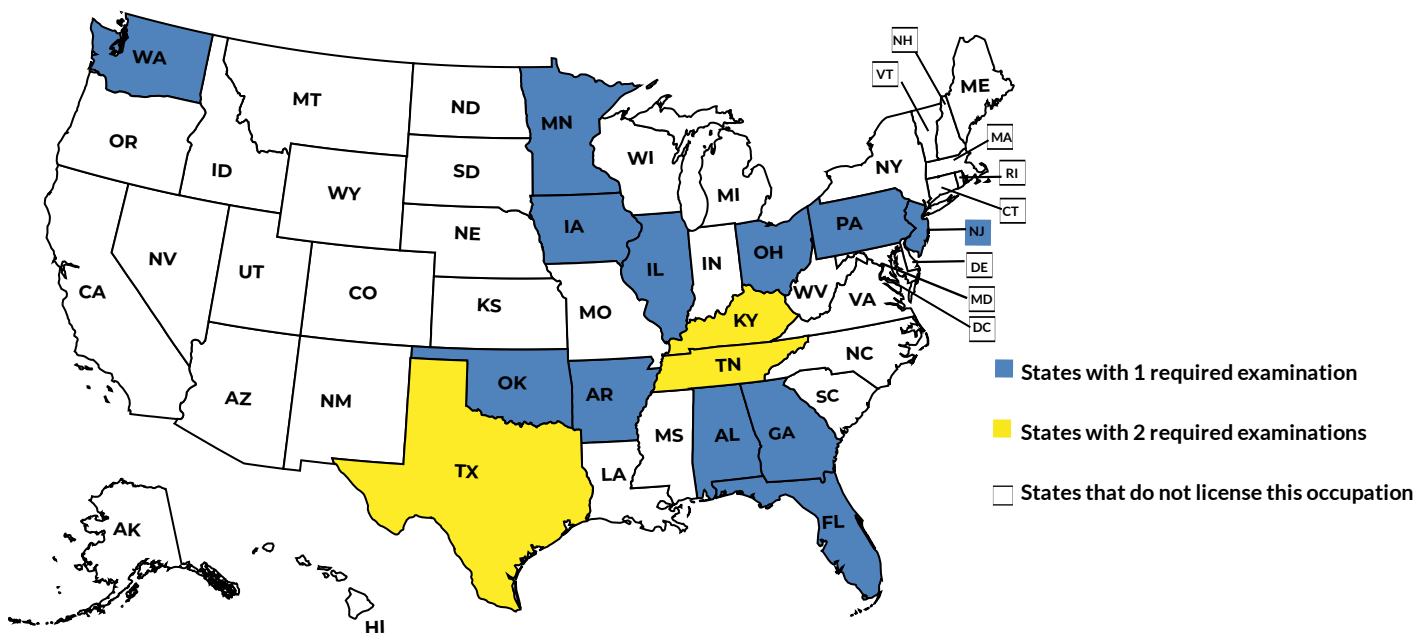 WA
MT
ND
MN
OR
ID
WY
SD
WI
MI
NY
ME
NH
VT
MA
RI
CT
NJ
DE
MD
DC
PA
NE
IA
IL
IN
OH
WV
VA
CA
NV
UT
CO
KS
MO
KY
NC
TN
SC
AZ
NM
OK
AR
MS
AL
GA
TX
LA
FL
AK
HI
States with 1 required examination
States with 2 required examinations
States that do not license this occupation